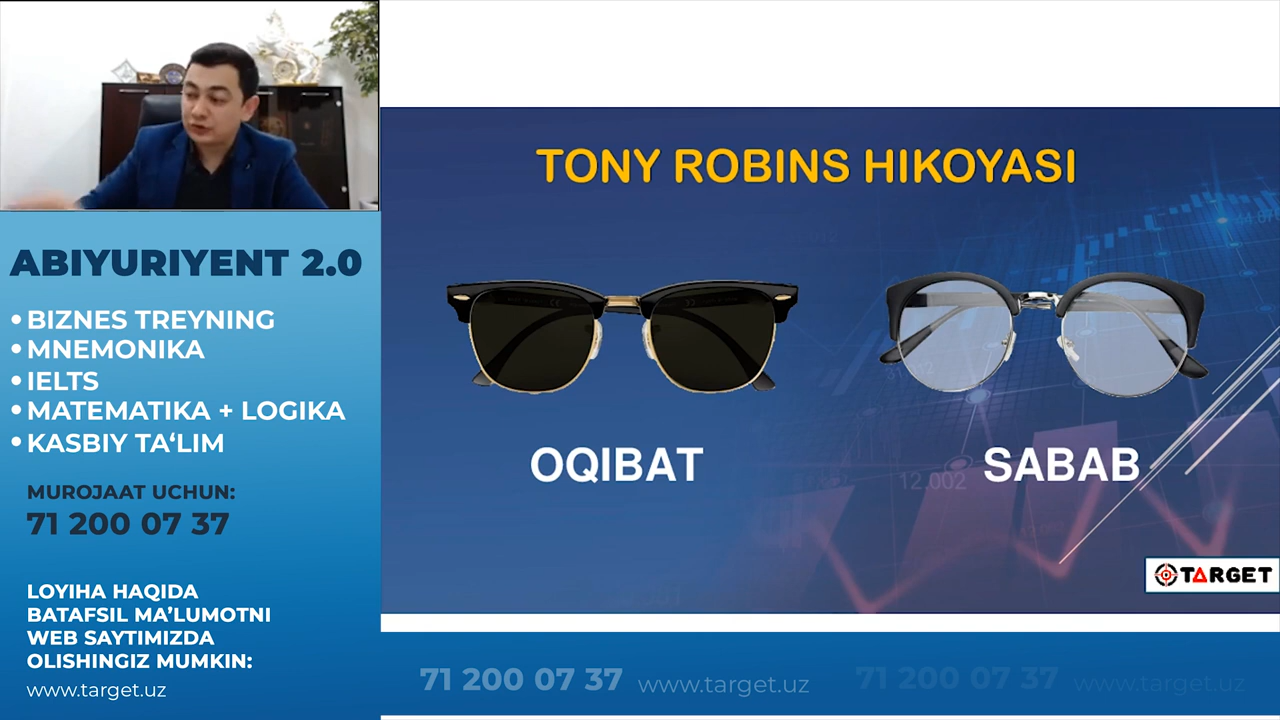 ABIYURIYENT 2.0
• BIZNES TREYNING
• MNEMONIKA
• IELTS
• MATEMATIKA + LOGIKA
• KASBIY TA‘LIM
MUROJAAT UCHUN:
71 200 07 37
LOYIHA HAQIDA
BATAFSIL MA’LUMOTNI
WEB SAYTIMIZDA
OLISHINGIZ MUMKIN:
www.target.uz
TONY ROBINS HIKOYASI
OQIBAT
SABAB
12.002
TARGET
71 200 07 37 www.target.uz
71 200 07 37 www.target.uz